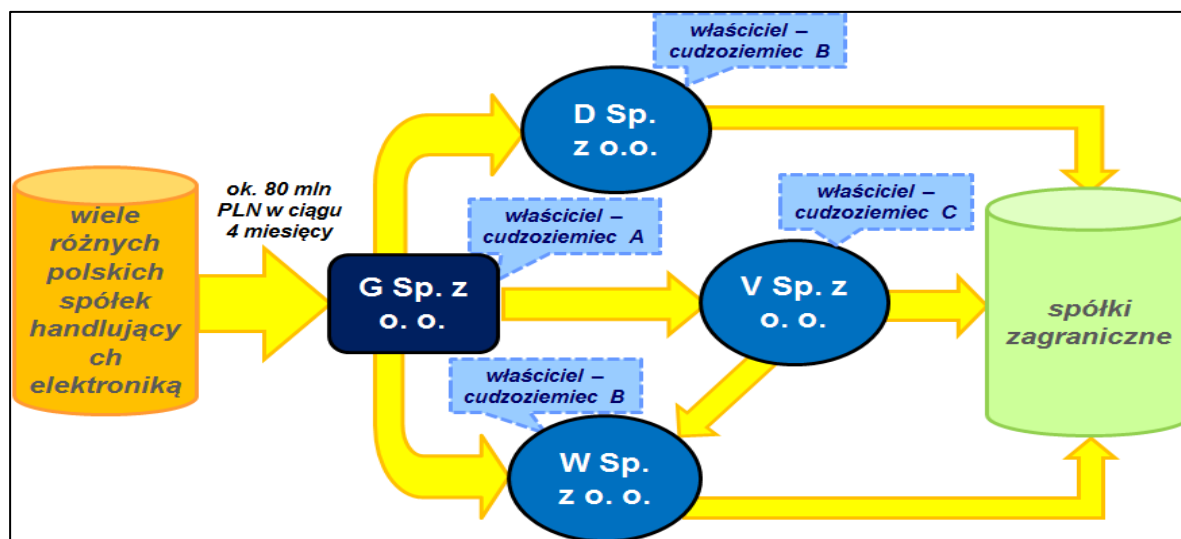 właściciel –
cudzoziemiec B
D Sp.
z o.o.
ok. 80 mln
PLN w ciągu
4 miesięcy
wiele
różnych
polskich
spółek
handlujący
ch
elektroniką
właściciel –
cudzoziemiec A
G Sp. z
o. o.
właściciel –
cudzoziemiec C
V Sp. z
o. o.
spółki
zagraniczne
właściciel –
cudzoziemiec B
W Sp.
z o. o.